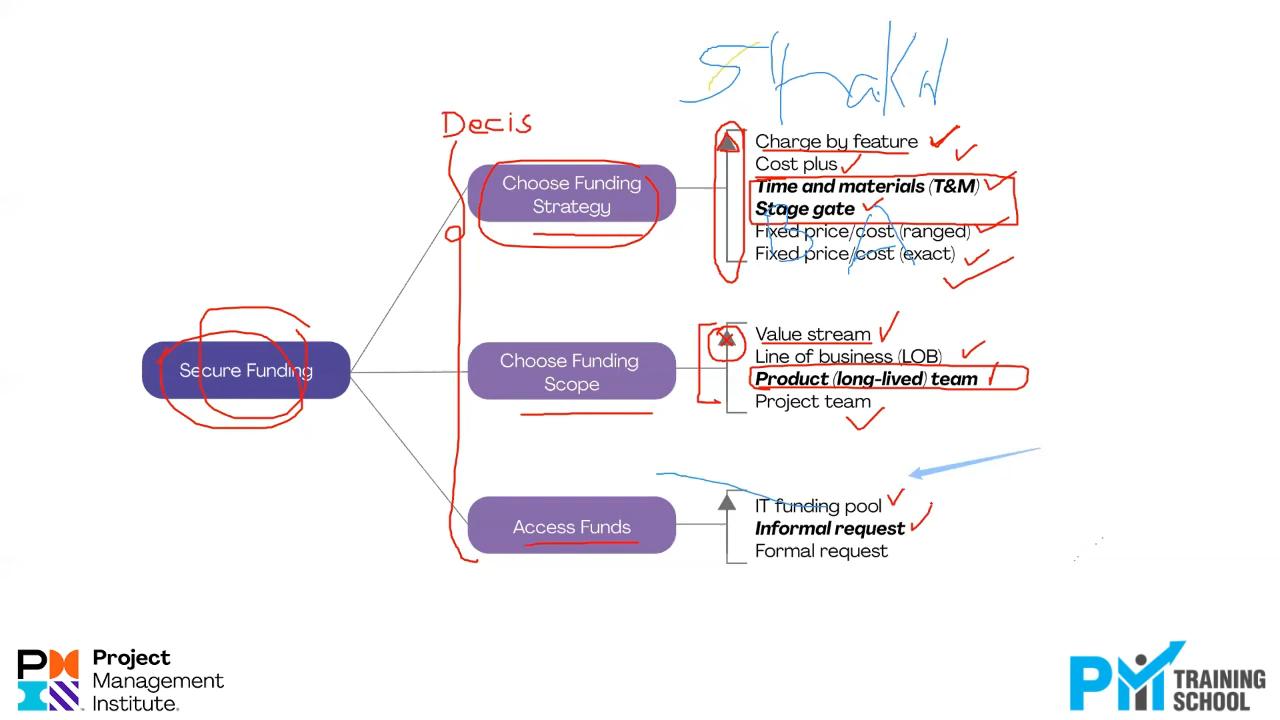 Decis
Charge by feature
Cost plus
Time and materials (T&M)
Stage gate
Fixed price/cost (ranged)
Fixed price/cost (exact)
B A
Choose Funding
Strategy
Secure Funding
Choose Funding
Scope
Value stream
Line of business (LOB)
Product (long-lived) team
Project team
Access Funds
IT funding pool
Informal request
Formal request
Project
Management
Institute.
PM TRAINING
SCHOOL